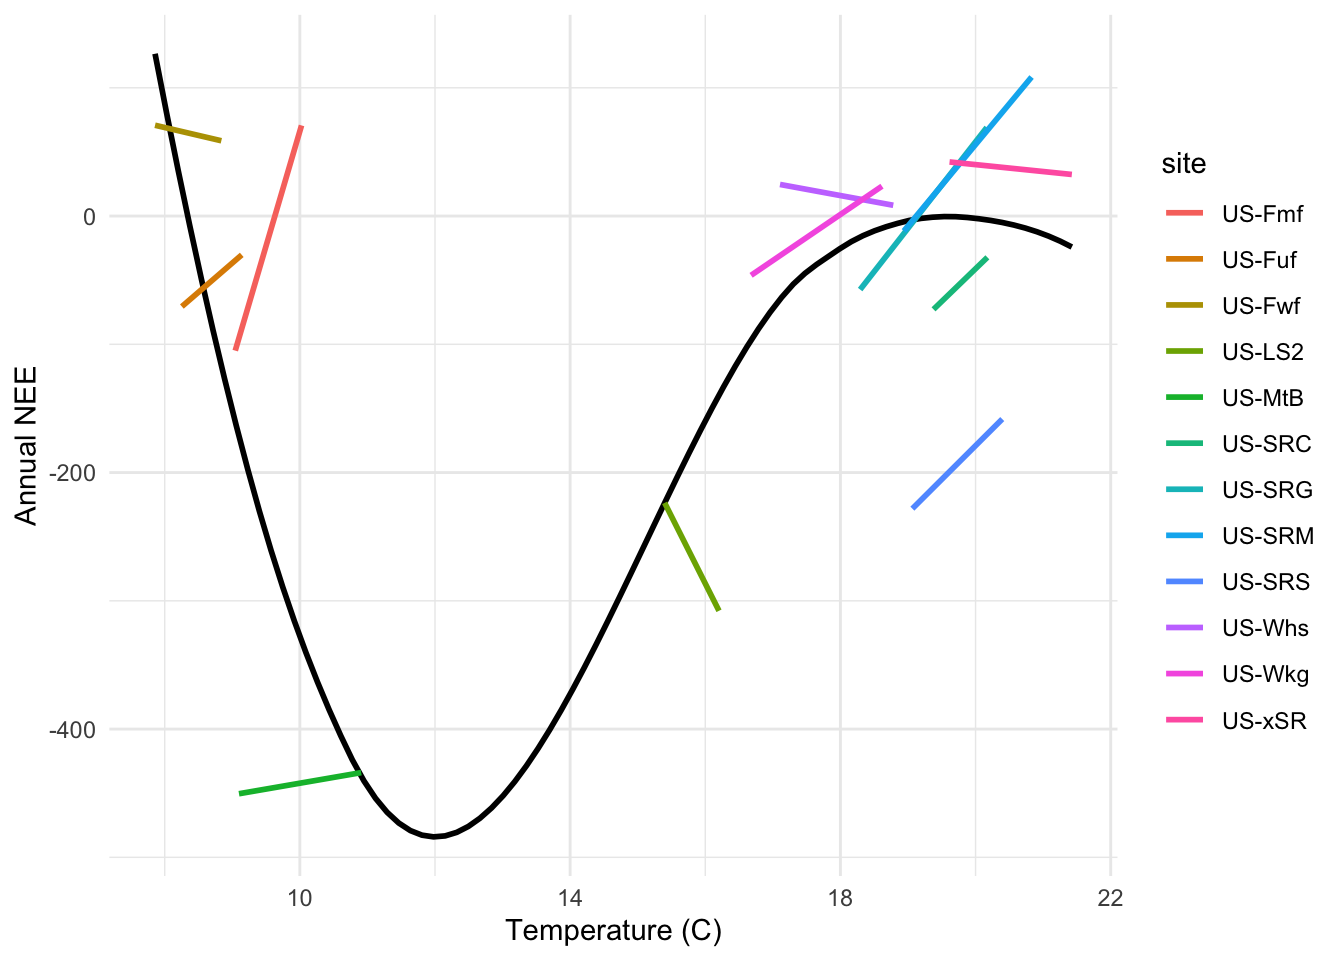 0
-200
-400
Annual NEE
10
14
18
22
Temperature (C)
site
US-Fmf
US-Fuf
US-Fwf
US-LS2
US-MtB
US-SRC
US-SRG
US-SRM
US-SRS
US-Whs
US-Wkg
US-xSR